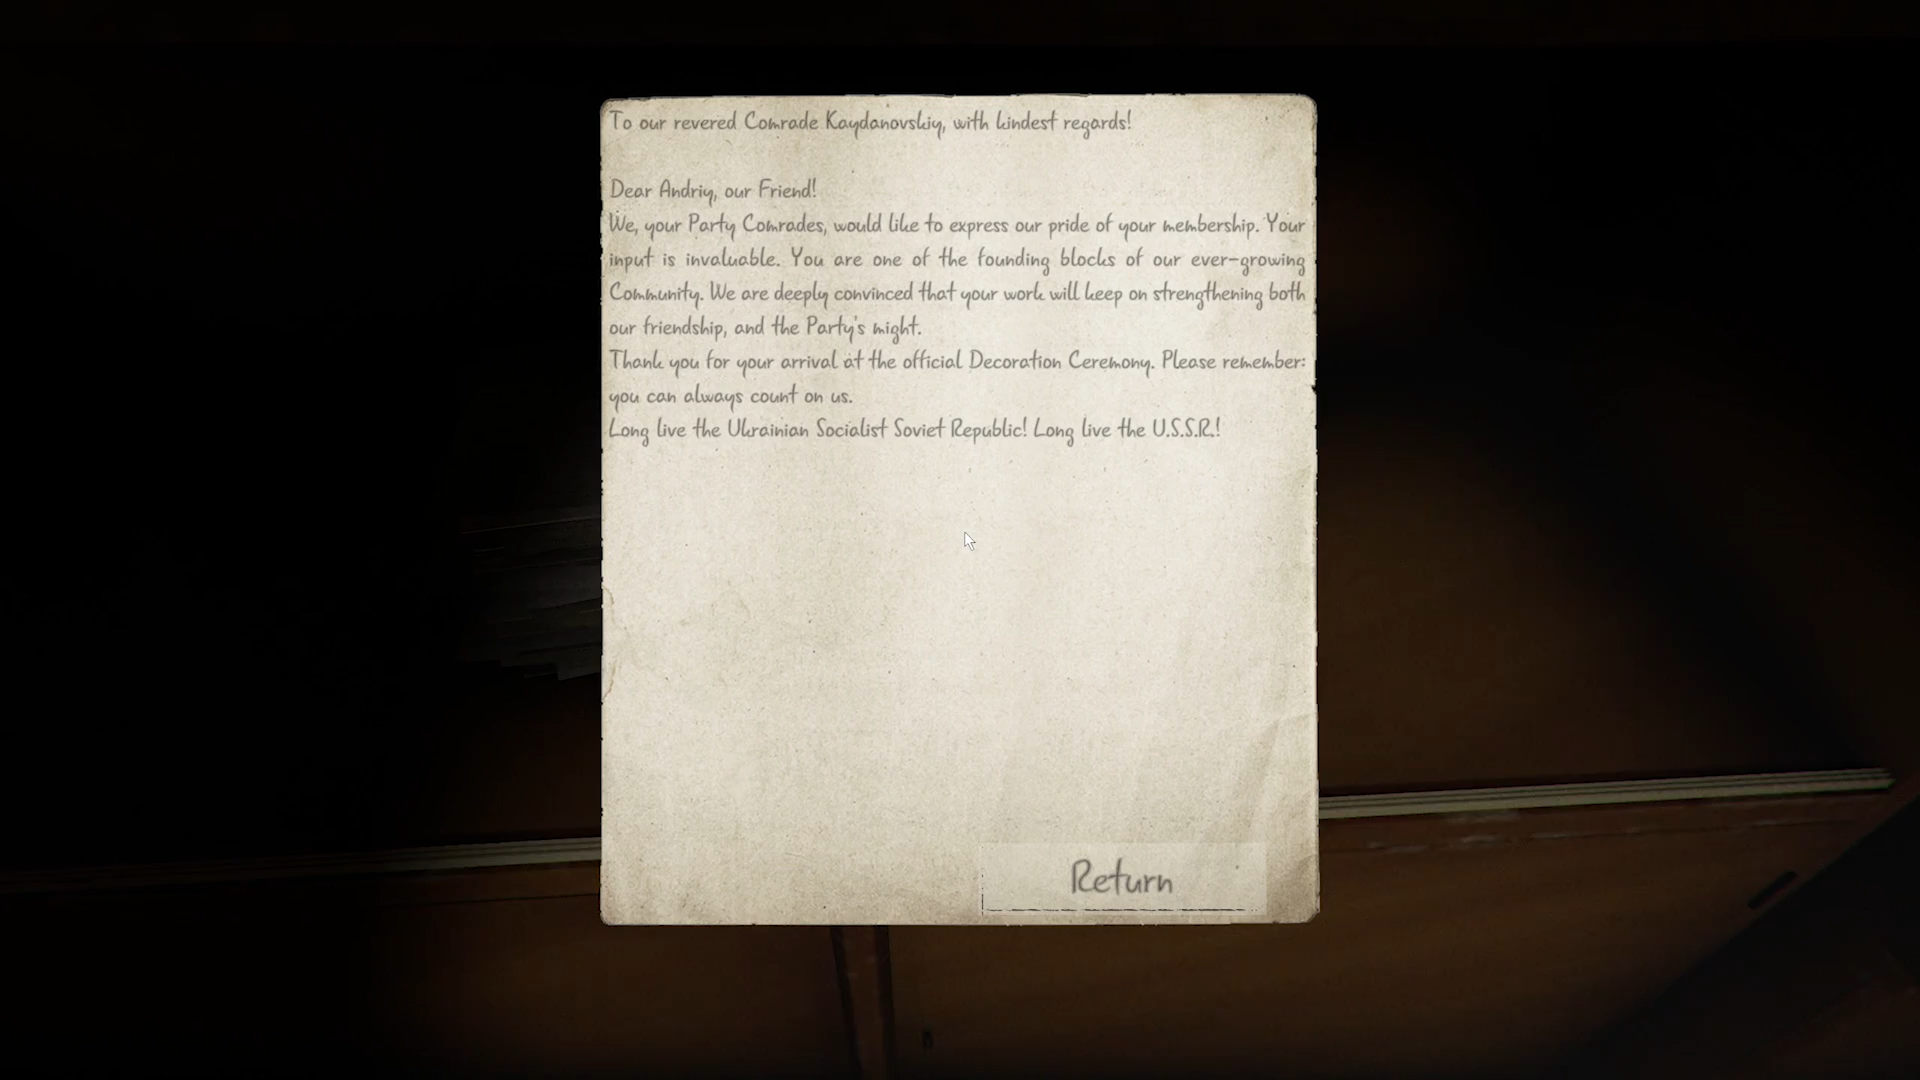 To our revered Comrade Kaydanovskiy, with kindest regards!
Dear Andriy, our Friend!
We, your Party Comrades, would like to express our pride of your membership. Your
input is invaluable. You are one of the founding blocks of our ever-growing
Community. We are deeply convinced that your work will keep on strengthening both
our friendship, and the Party's might.
Thank you for your arrival at the official Decoration Ceremony. Please remember:
you can always count on us.
Long live the Ukrainian Socialist Soviet Republic! Long live the U.S.S.R.!
Return